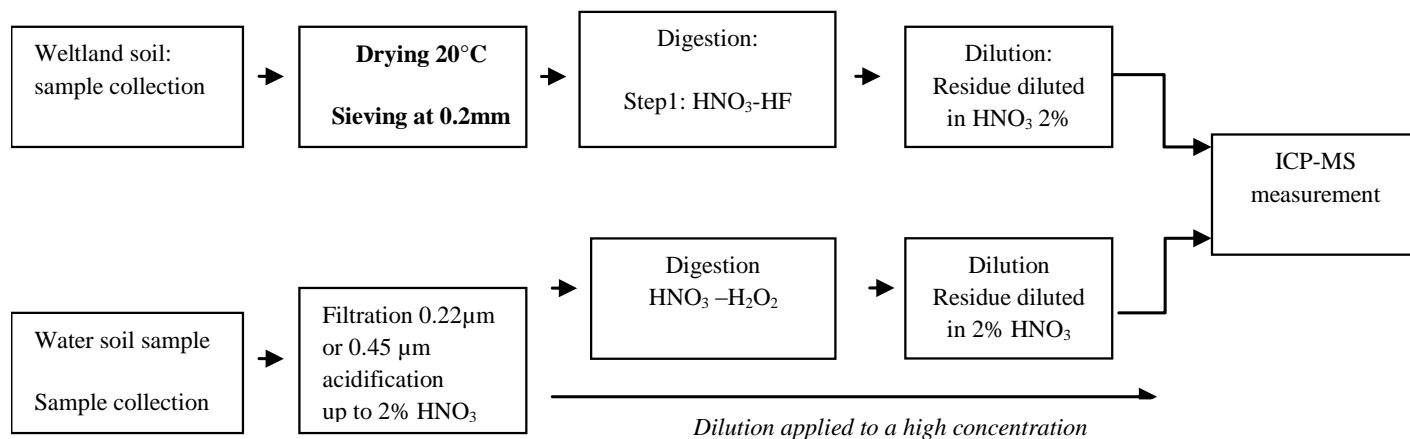 Weltland soil:
sample collection
Drying 20°C
Sieving at 0.2mm
Digestion:
Step1: HNO₃-HF
Dilution:
Residue diluted
in HNO₃ 2%
ICP-MS
measurement
Water soil sample
Sample collection
Filtration 0.22µm
or 0.45 µm
acidification
up to 2% HNO₃
Digestion
HNO₃ –H₂O₂
Dilution
Residue diluted
in 2% HNO₃
Dilution applied to a high concentration